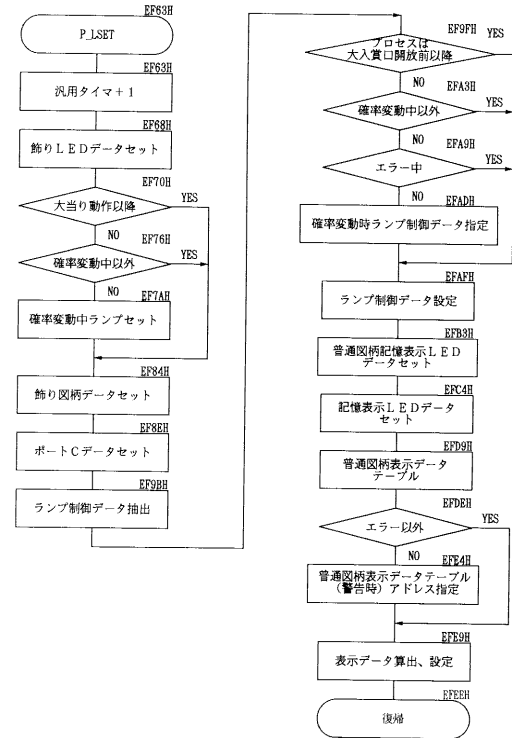 EF63H
P_LSET
EF63H
汎用タイマ+1
EF68H
飾りLEDデータセット
EF70H
大当り動作以降
YES
NO
EF76H
確率変動中以外
YES
NO
EF7AH
確率変動中ランプセット
EF84H
飾り図柄データセット
EF8EH
ポートCデータセット
EF9BH
ランプ制御データ抽出
EF9FH
プロセスは
大入賞口開放前以降
YES
NO
EFA3H
確率変動中以外
YES
NO
EFA9H
エラー中
YES
NO
EFADH
確率変動時ランプ制御データ指定
EFAFH
ランプ制御データ設定
EFB3H
普通図柄記憶表示LED
データセット
EFC4H
記憶表示LEDデータ
セット
EFD9H
普通図柄表示データ
テーブル
EFDEH
エラー以外
YES
NO
EFE4H
普通図柄表示データテーブル
(警告時)アドレス指定
EFE9H
表示データ算出、設定
EFEEH
復帰